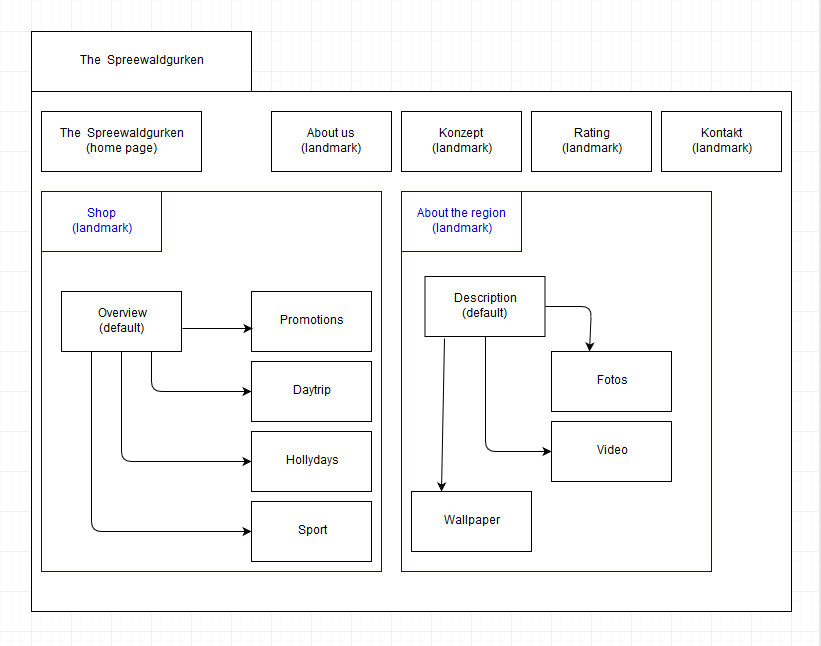 The Spreewaldgurken
The Spreewaldgurken
(home page)
About us
(landmark)
Konzept
(landmark)
Rating
(landmark)
Kontakt
(landmark)
Shop
(landmark)
Overview
(default)
Promotions
Daytrip
Hollydays
Sport
About the region
(landmark)
Description
(default)
Fotos
Video
Wallpaper